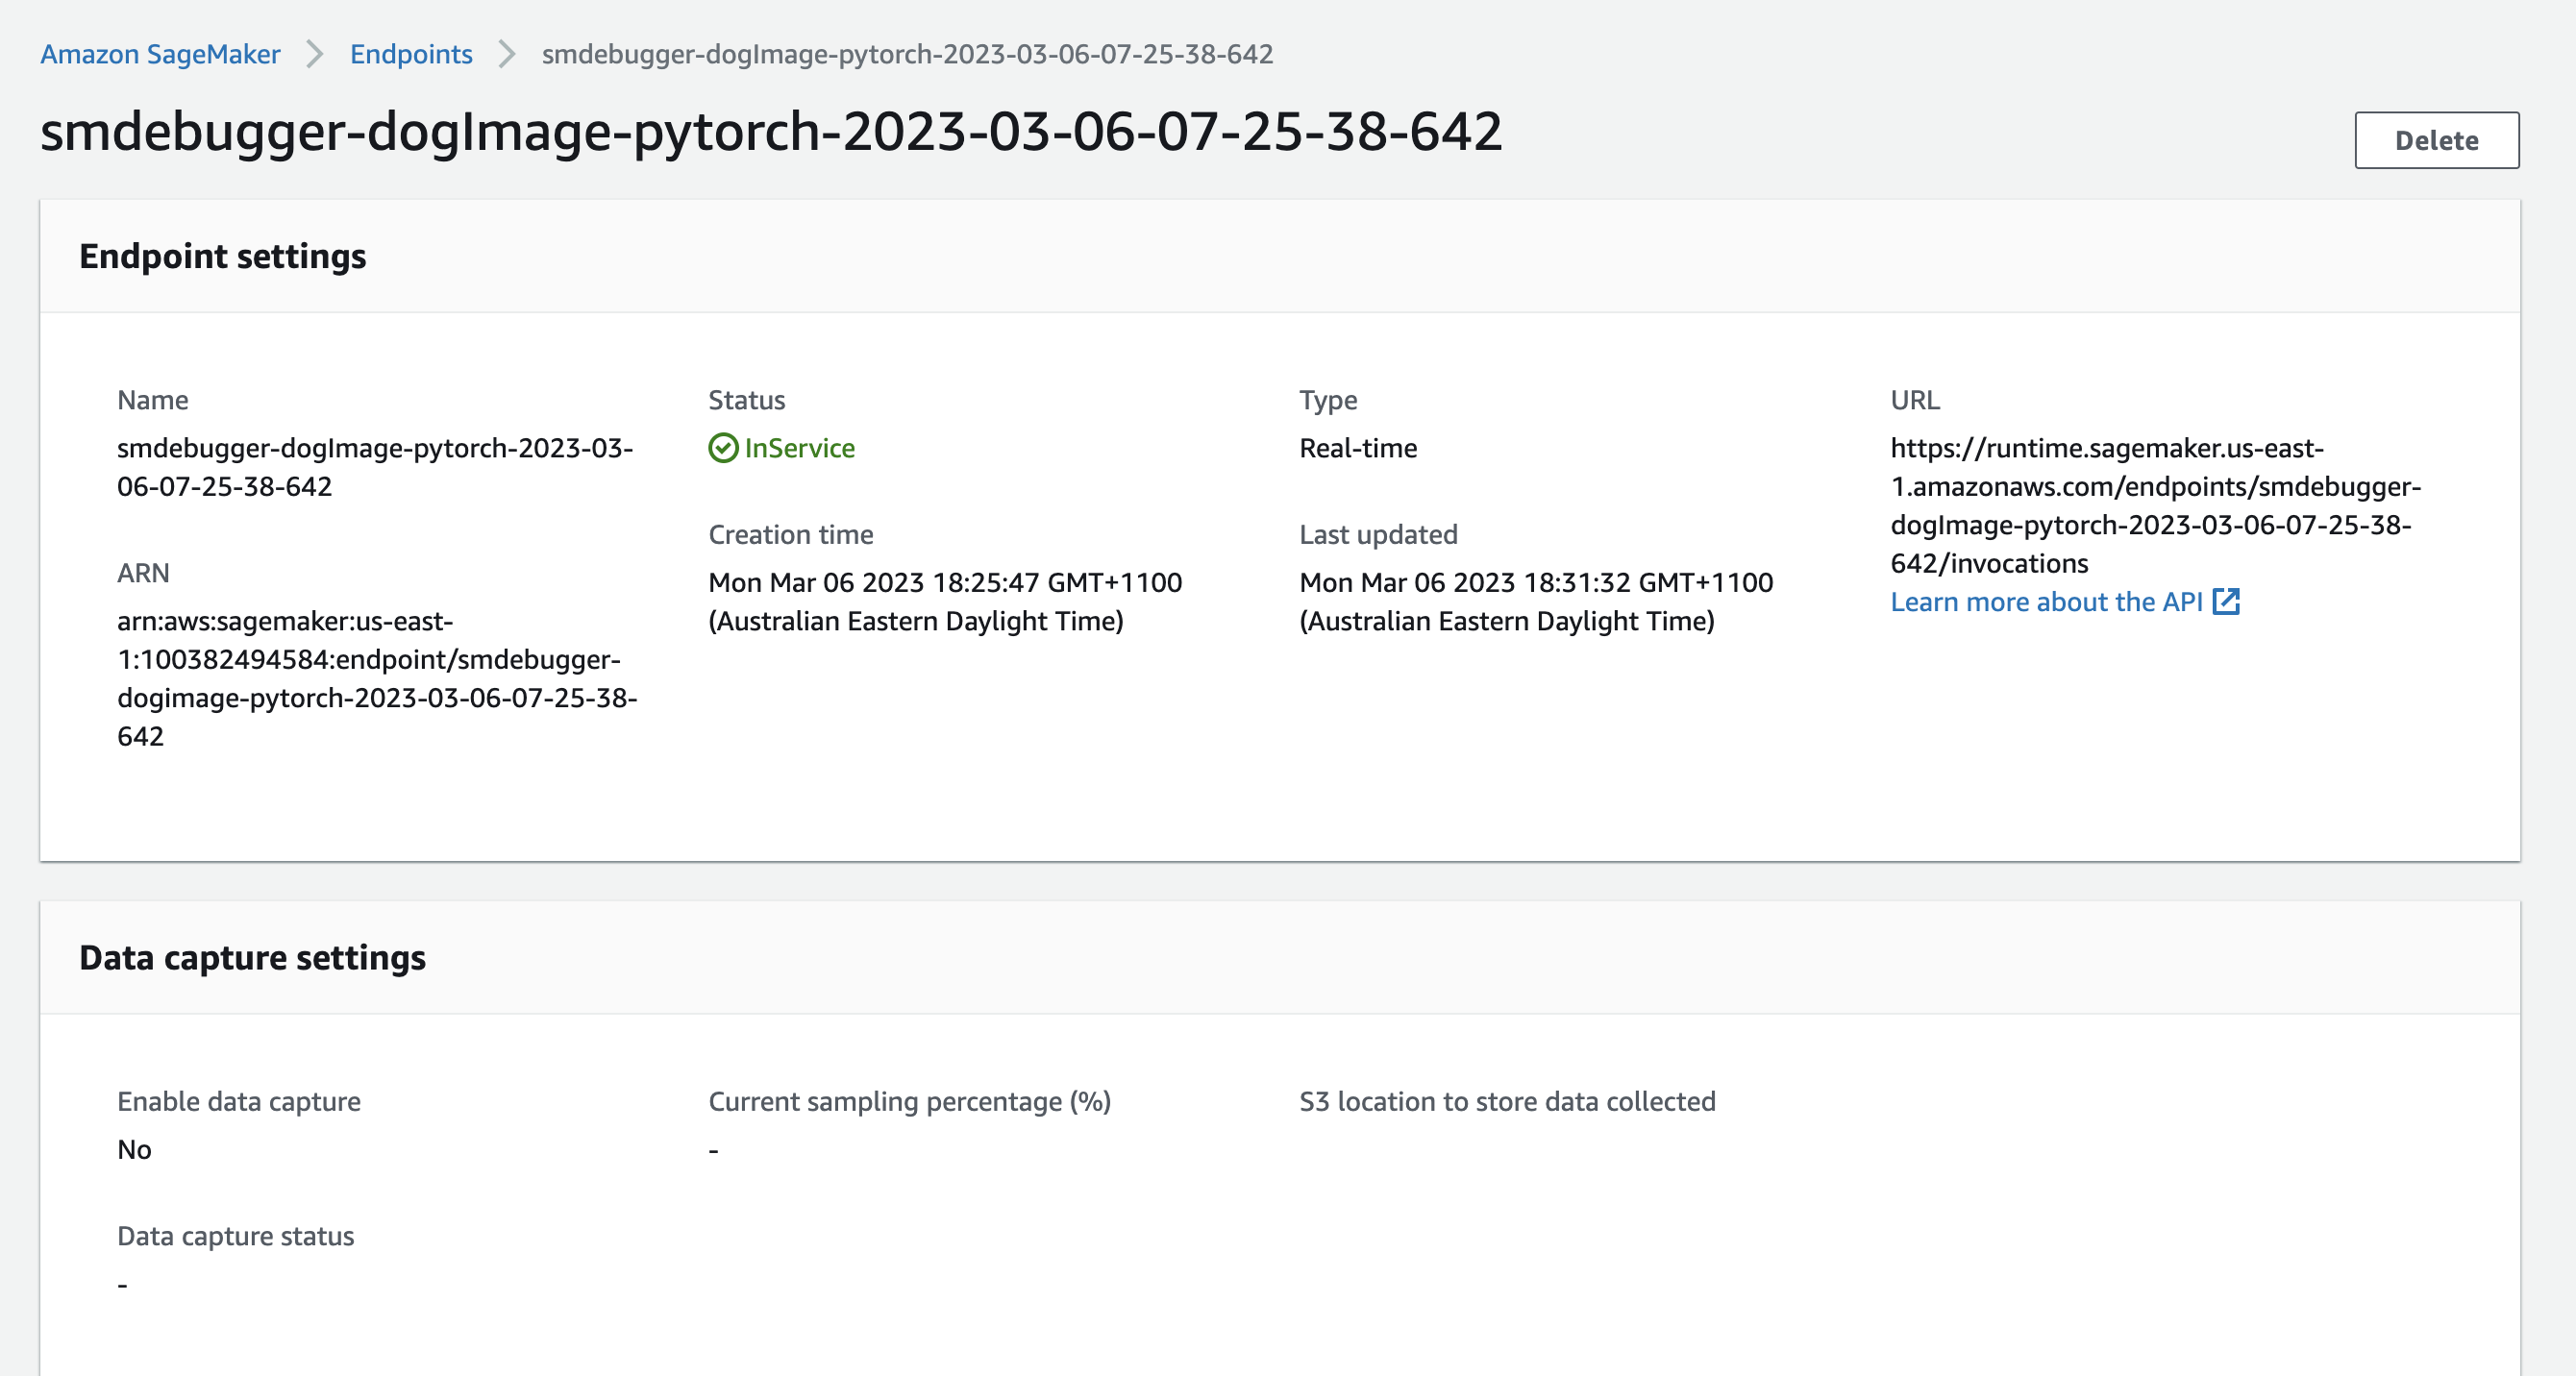 Amazon SageMaker > Endpoints > smdebugger-dogImage-pytorch-2023-03-06-07-25-38-642
smdebugger-dogImage-pytorch-2023-03-06-07-25-38-642
Delete
Endpoint settings
Name
smdebugger-dogImage-pytorch-2023-03-
06-07-25-38-642
ARN
arn:aws:sagemaker:us-east-
1:100382494584:endpoint/smdebugger-
dogimage-pytorch-2023-03-06-07-25-38-
642
Status
InService
Creation time
Mon Mar 06 2023 18:25:47 GMT+1100
(Australian Eastern Daylight Time)
Type
Real-time
Last updated
Mon Mar 06 2023 18:31:32 GMT+1100
(Australian Eastern Daylight Time)
URL
https://runtime.sagemaker.us-east-
1.amazonaws.com/endpoints/smdebugger-
dogImage-pytorch-2023-03-06-07-25-38-
642/invocations
Learn more about the API
Data capture settings
Enable data capture
No
Data capture status
-
Current sampling percentage (%)
-
S3 location to store data collected